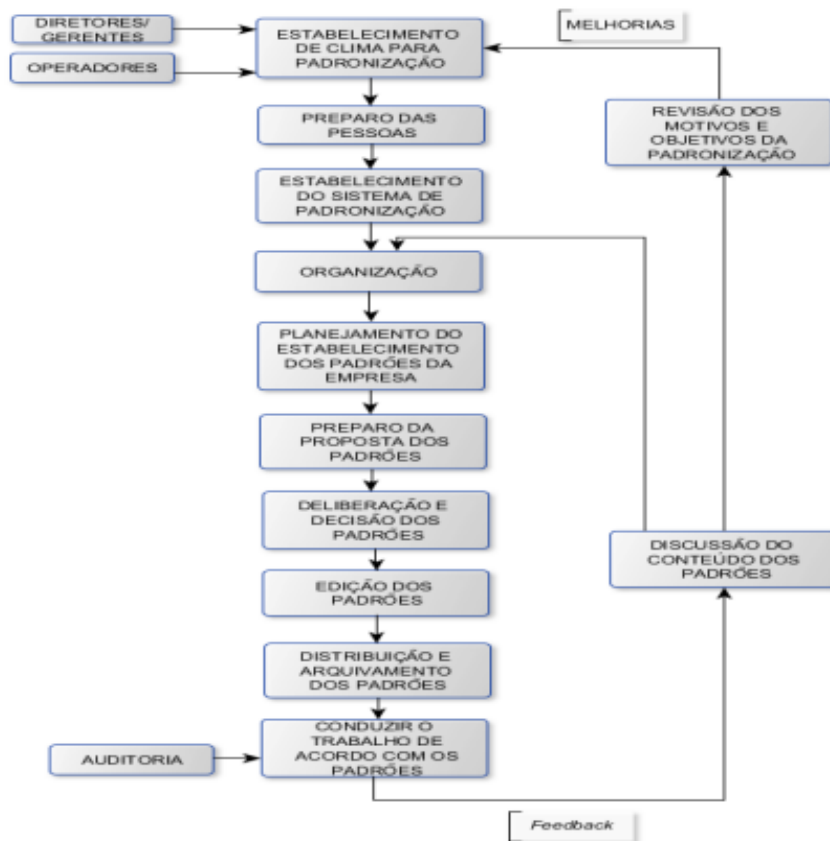 DIRETORES/
GERENTES
OPERADORES
ESTABELECIMENTO
DE CLIMA PARA
PADRONIZAÇÃO
MELHORIAS
PREPARO DAS
PESSOAS
REVISÃO DOS
MOTIVOS E
OBJETIVOS DA
PADRONIZAÇÃO
ESTABELECIMENTO
DO SISTEMA DE
PADRONIZAÇÃO
ORGANIZAÇÃO
PLANEJAMENTO DO
ESTABELECIMENTO
DOS PADRÕES DA
EMPRESA
PREPARO DA
PROPOSTA DOS
PADRÕES
DELIBERAÇÃO E
DECISÃO DOS
PADRÕES
DISCUSSÃO DO
CONTEÚDO DOS
PADRÕES
EDIÇÃO DOS
PADRÕES
DISTRIBUIÇÃO E
ARQUIVAMENTO
DOS PADRÕES
CONDUZIR O
TRABALHO DE
ACORDO COM OS
PADRÕES
AUDITORIA
Feedback